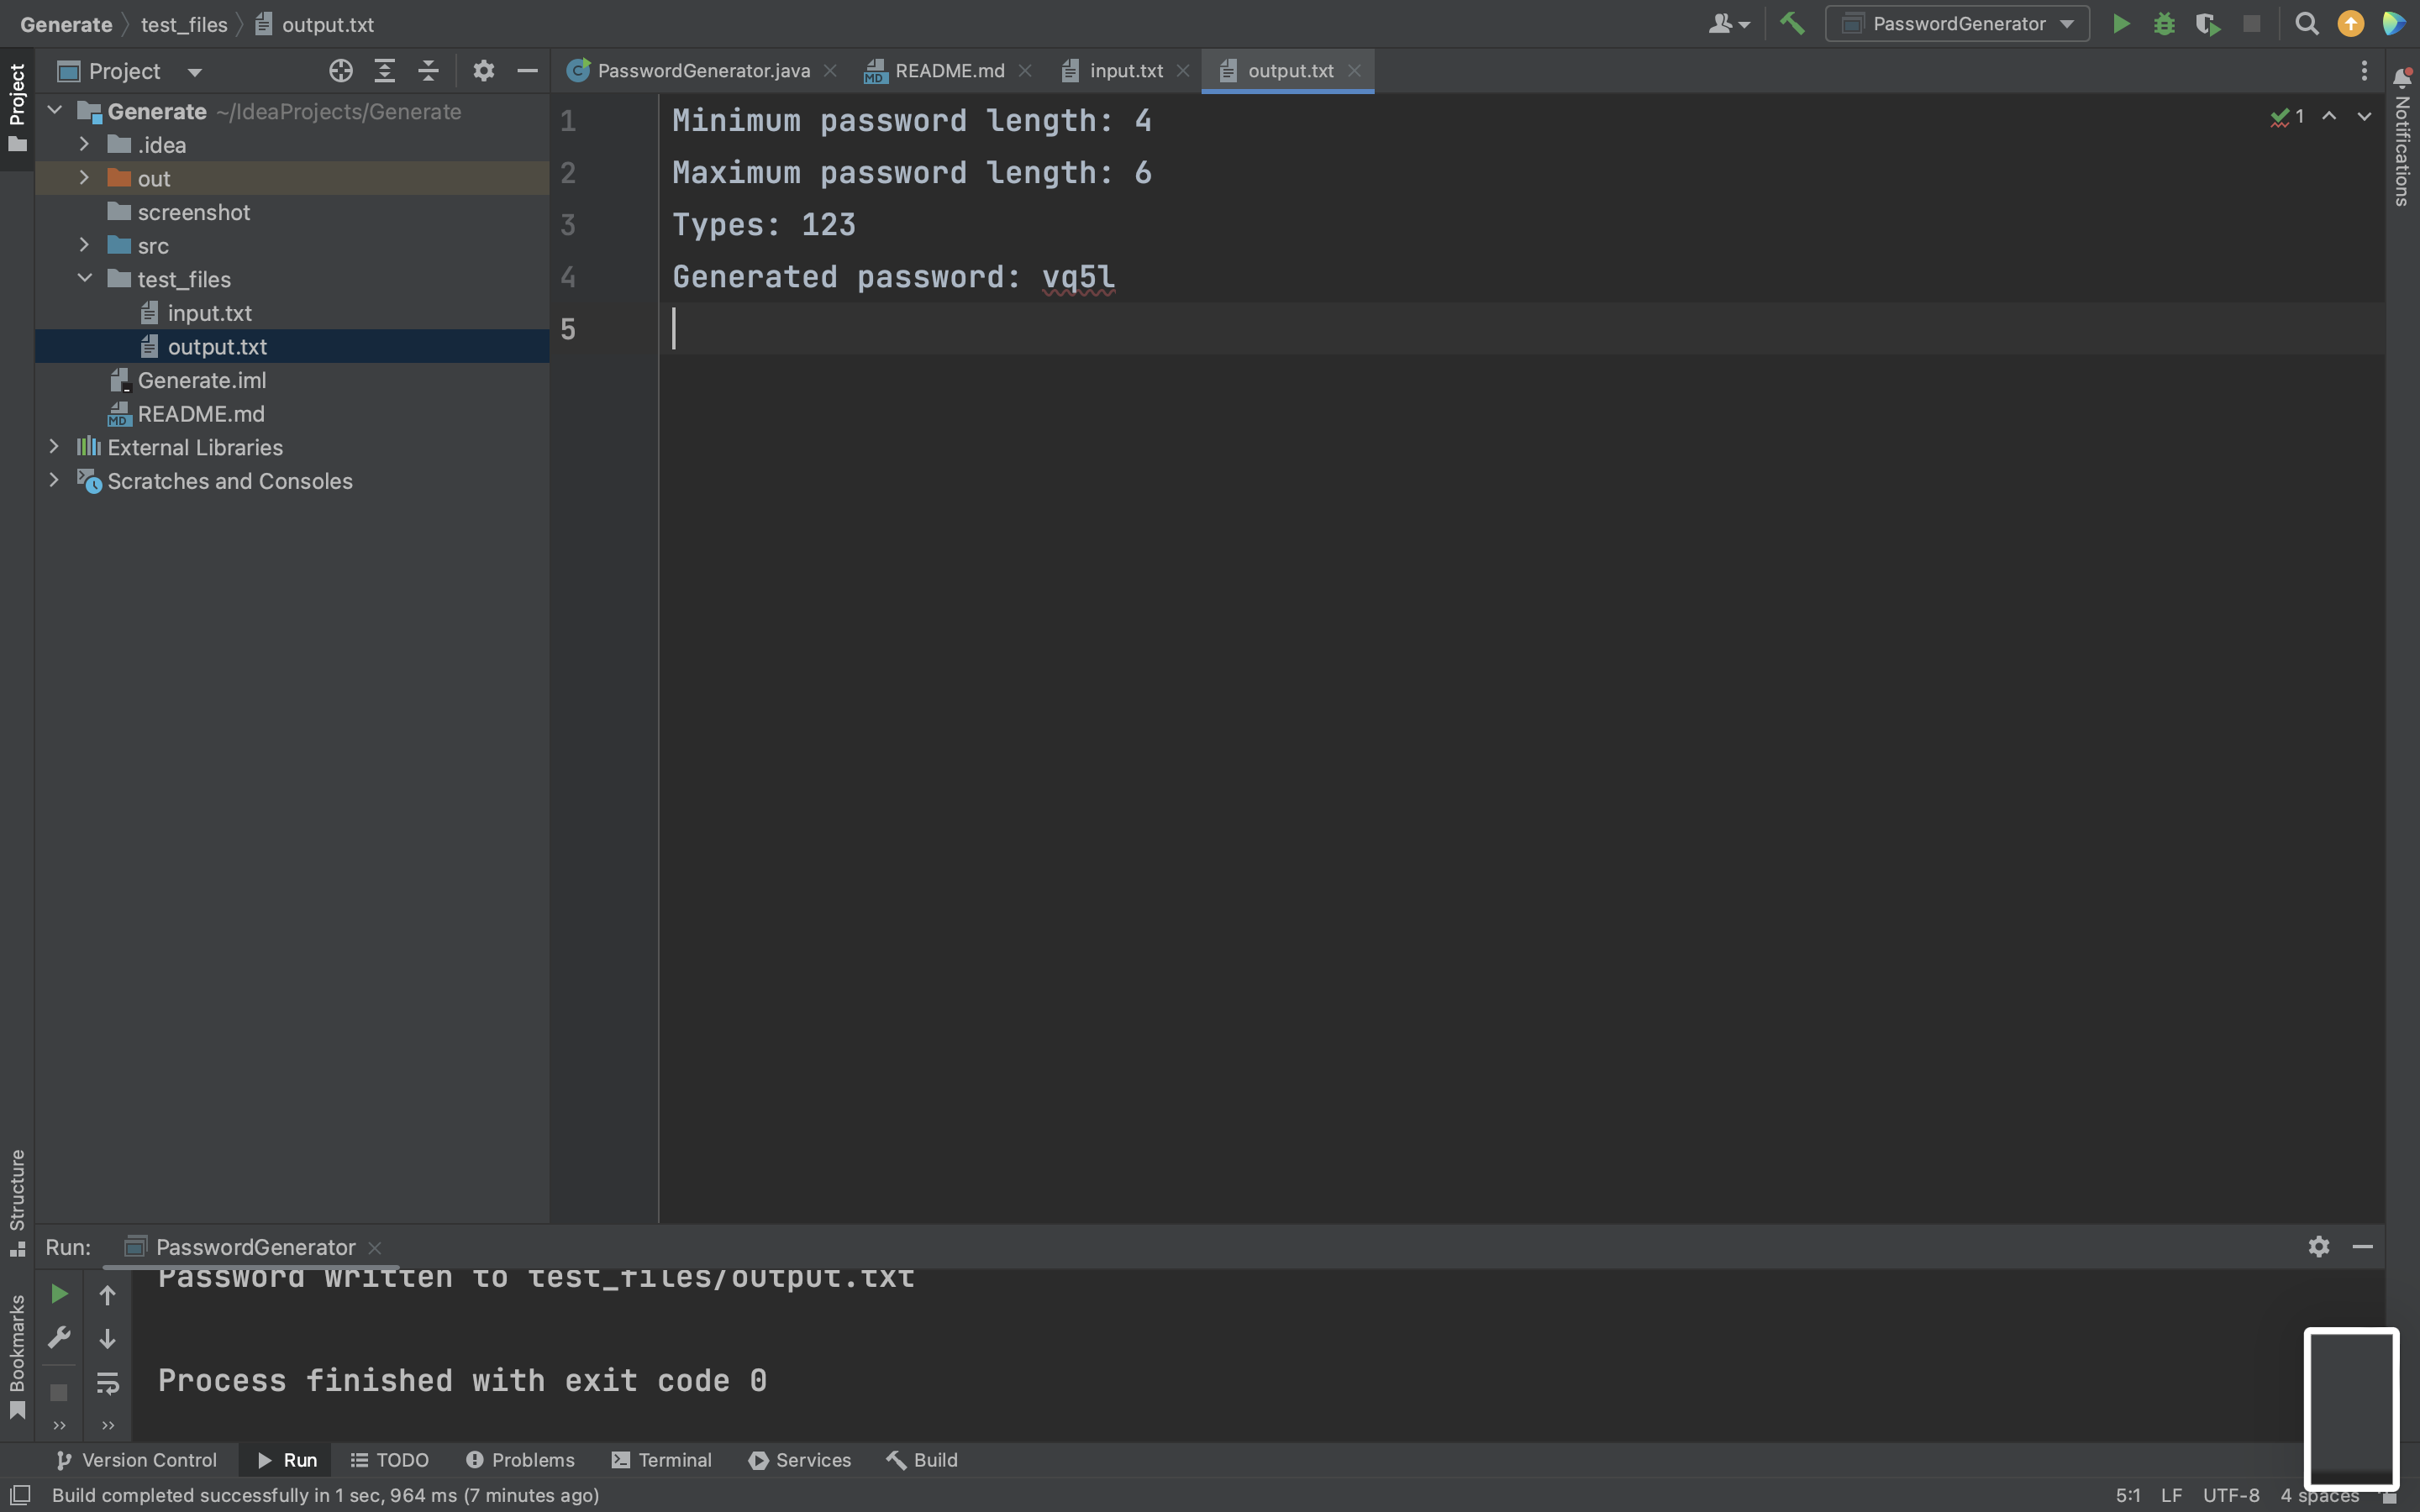 Generate test_files output.txt
PasswordGenerator
Project
PasswordGenerator.java
README.md
input.txt
output.txt
Project
Notifications
Generate ~/IdeaProjects/Generate
.idea
out
screenshot
src
test_files
input.txt
output.txt
Generate.iml
README.md
External Libraries
Scratches and Consoles
1 Minimum password length: 4
2 Maximum password length: 6
3 Types: 123
4 Generated password: vq5l
5
1
Structure
Bookmarks
Run: PasswordGenerator
Password written to test_files/output.txt
Process finished with exit code 0
Version Control Run TODO Problems Terminal Services Build
Build completed successfully in 1 sec, 964 ms (7 minutes ago)
5:1 LF UTF-8 4 spaces